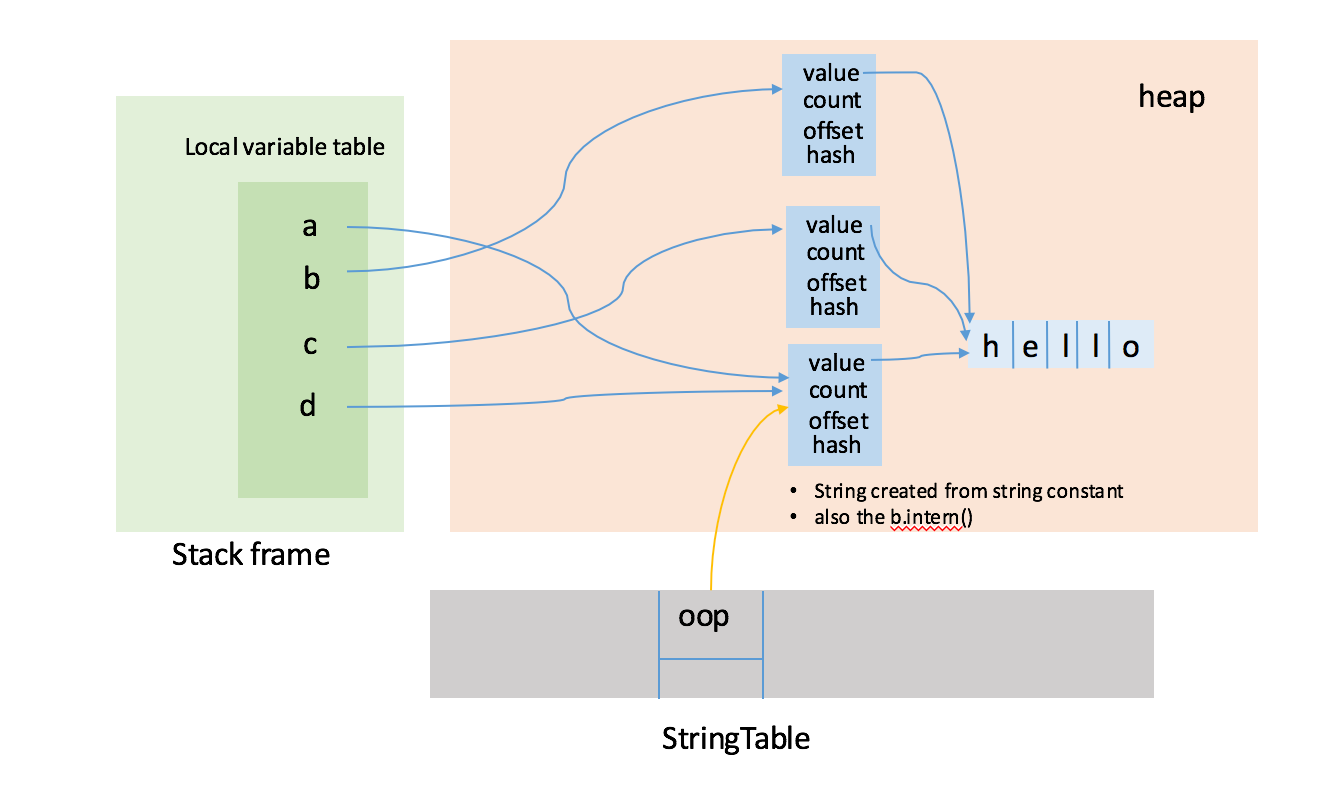 heap
Local variable table
a
b
c
d
Stack frame
value
count
offset
hash
value
count
offset
hash
value
count
offset
hash
h e l l o
• String created from string constant
• also the b.intern()
oop
StringTable